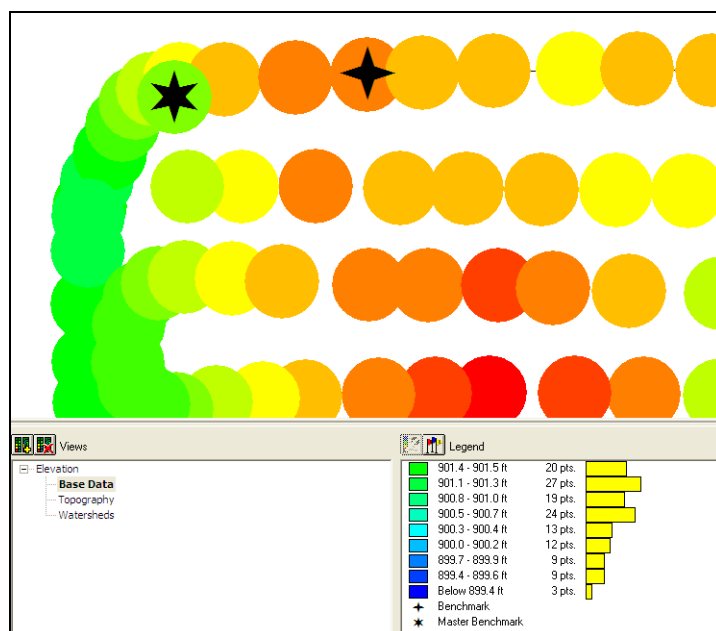 Views
Legend
Elevation
Base Data
Topography
Watersheds
901.4 - 901.5 ft 20 pts.
901.1 - 901.3 ft 27 pts.
900.8 - 901.0 ft 19 pts.
900.5 - 900.7 ft 24 pts.
900.3 - 900.4 ft 13 pts.
900.0 - 900.2 ft 12 pts.
899.7 - 899.9 ft 9 pts.
899.4 - 899.6 ft 9 pts.
Below 899.4 ft 3 pts.
Benchmark
Master Benchmark